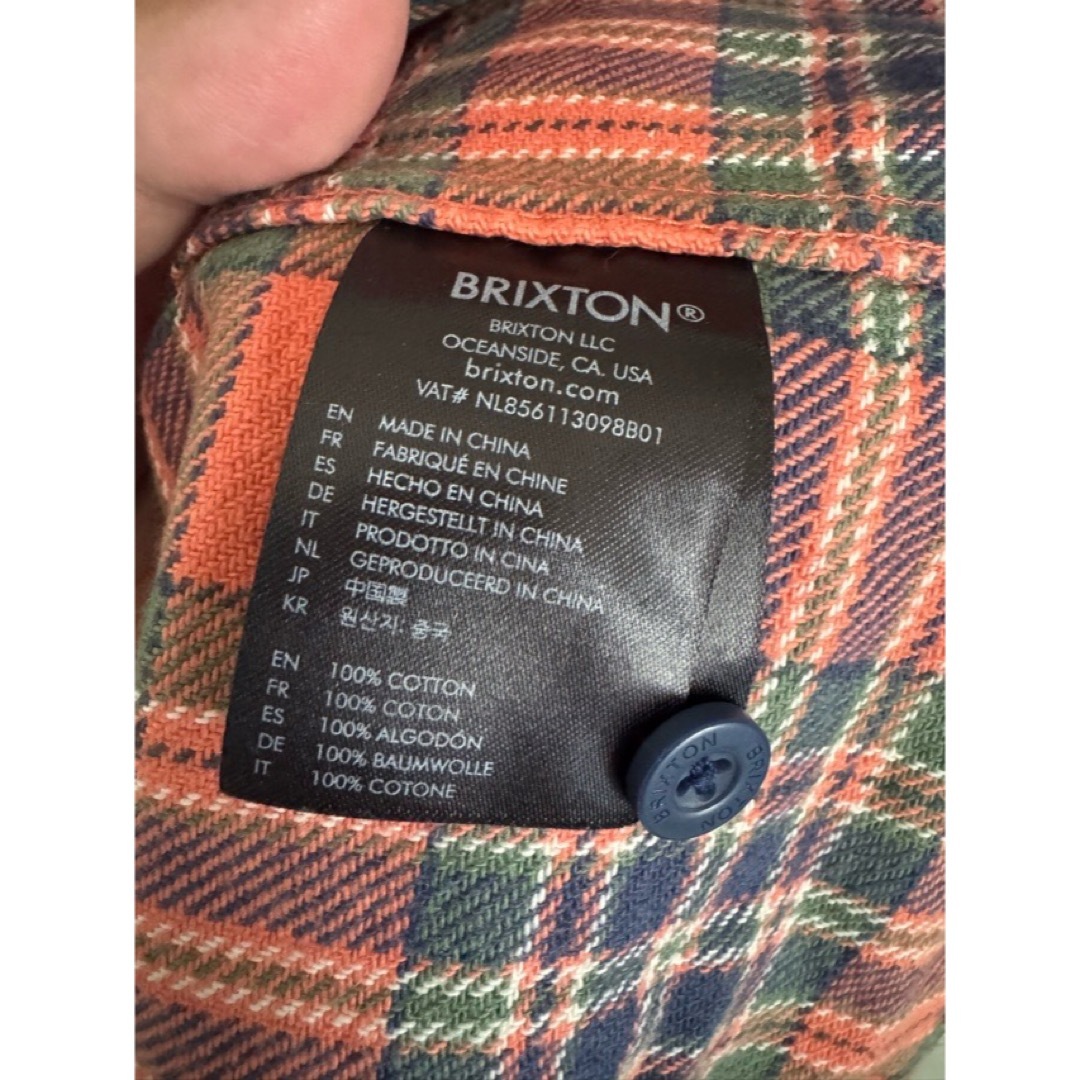 BRIXTON®
BRIXTON LLC
OCEANSIDE, CA. USA
brixton.com
VAT# NL856113098B01
EN MADE IN CHINA
FR FABRIQUÉ EN CHINE
ES HECHO EN CHINA
DE HERGESTELLT IN CHINA
IT PRODOTTO IN CINA
NL GEPRODUCEERD IN CHINA
JP 中国製
KR 원산지: 중국
EN 100% COTTON
FR 100% COTON
ES 100% ALGODÓN
DE 100% BAUMWOLLE
IT 100% COTONE
BRIXTON
BRIXTON